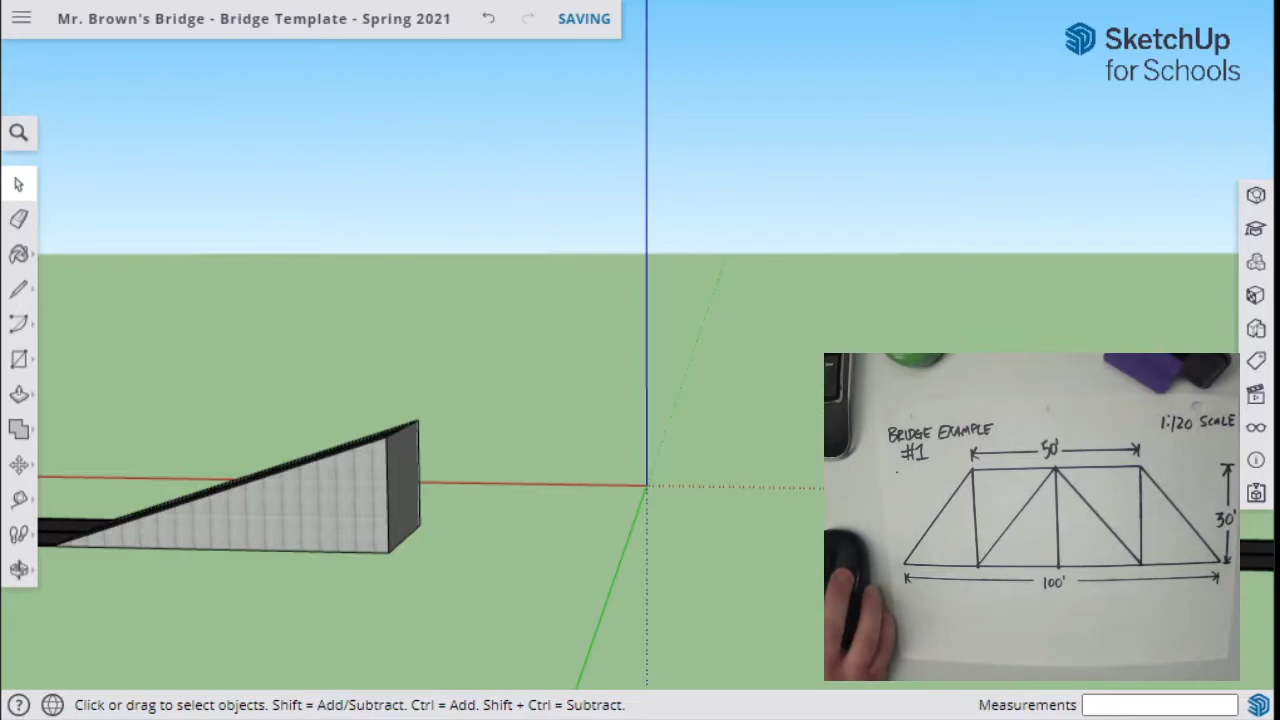 Mr. Brown's Bridge - Bridge Template - Spring 2021
SAVING
SketchUp
for Schools
BRIDGE EXAMPLE
#1
1:120 SCALE
50'
30'
100'
Click or drag to select objects. Shift = Add/Subtract. Ctrl = Add. Shift + Ctrl = Subtract.
Measurements